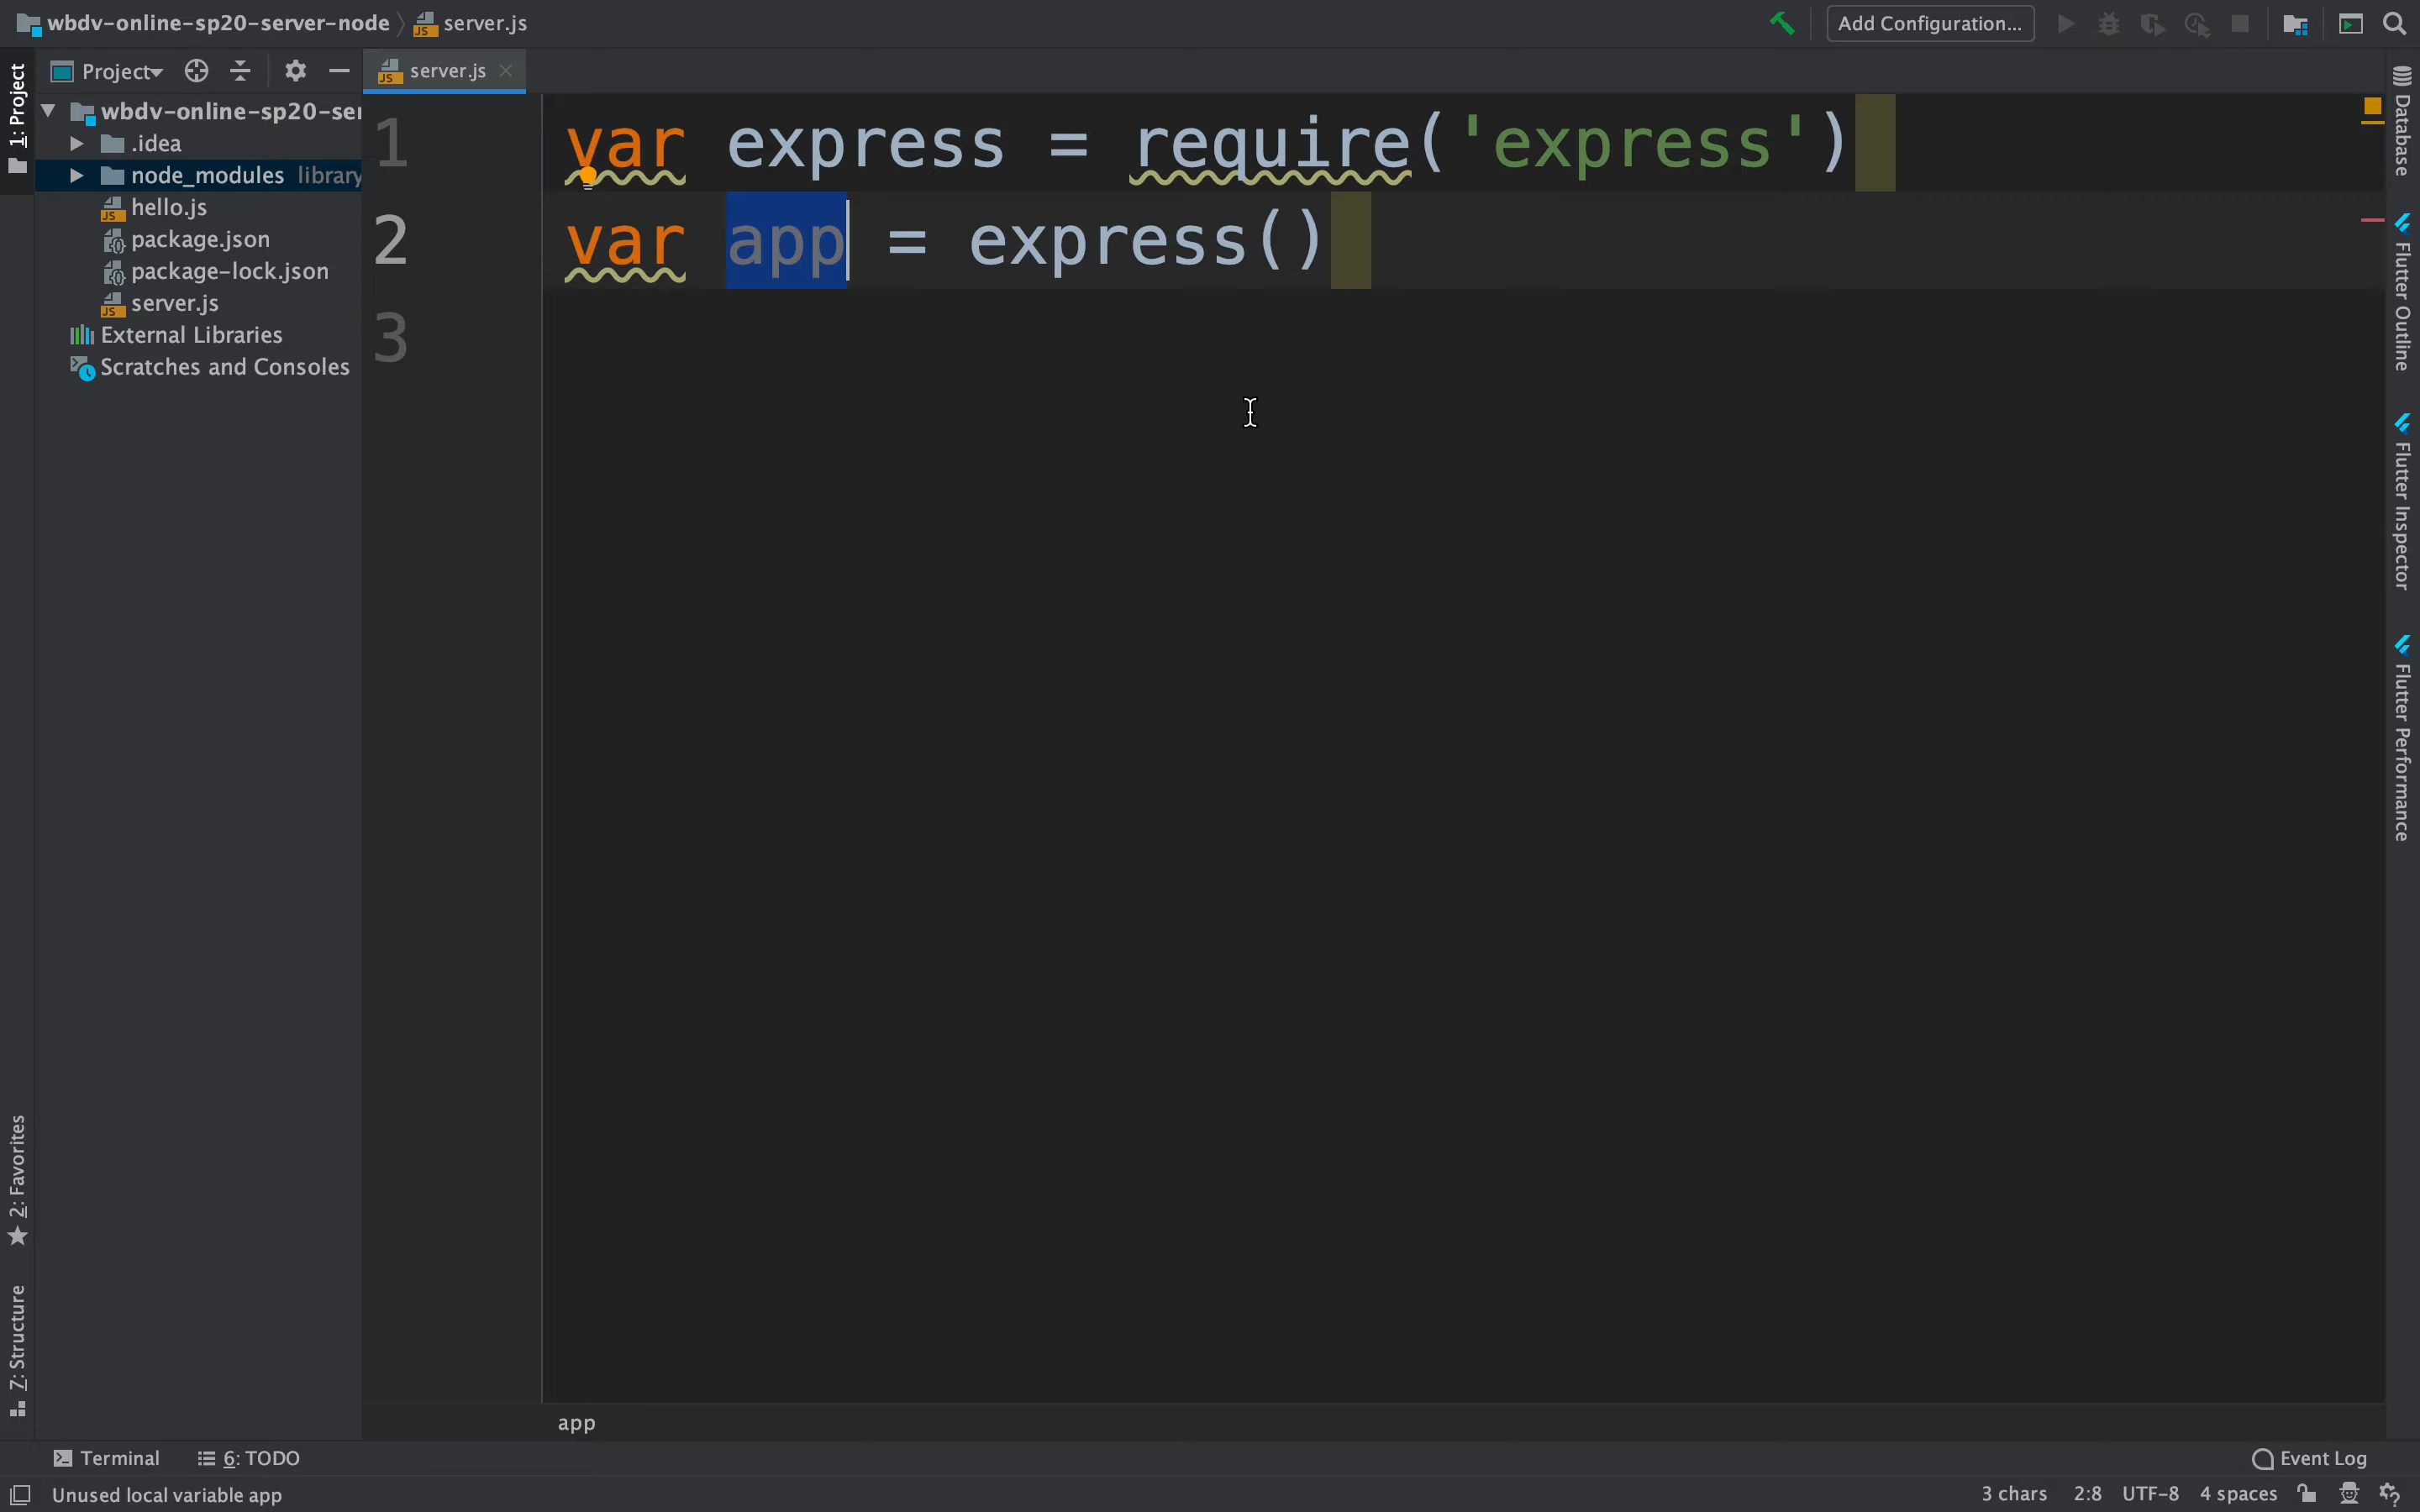 wbdv-online-sp20-server-node server.js
Add Configuration...
1: Project
Project
server.js
wbdv-online-sp20-ser
.idea
node_modules library
hello.js
package.json
package-lock.json
server.js
External Libraries
Scratches and Consoles
1 var express = require('express')
2 var app = express()
3
Database
Flutter Outline
Flutter Inspector
Flutter Performance
2: Favorites
7: Structure
app
Terminal
6: TODO
Event Log
Unused local variable app
3 chars 2:8 UTF-8 4 spaces